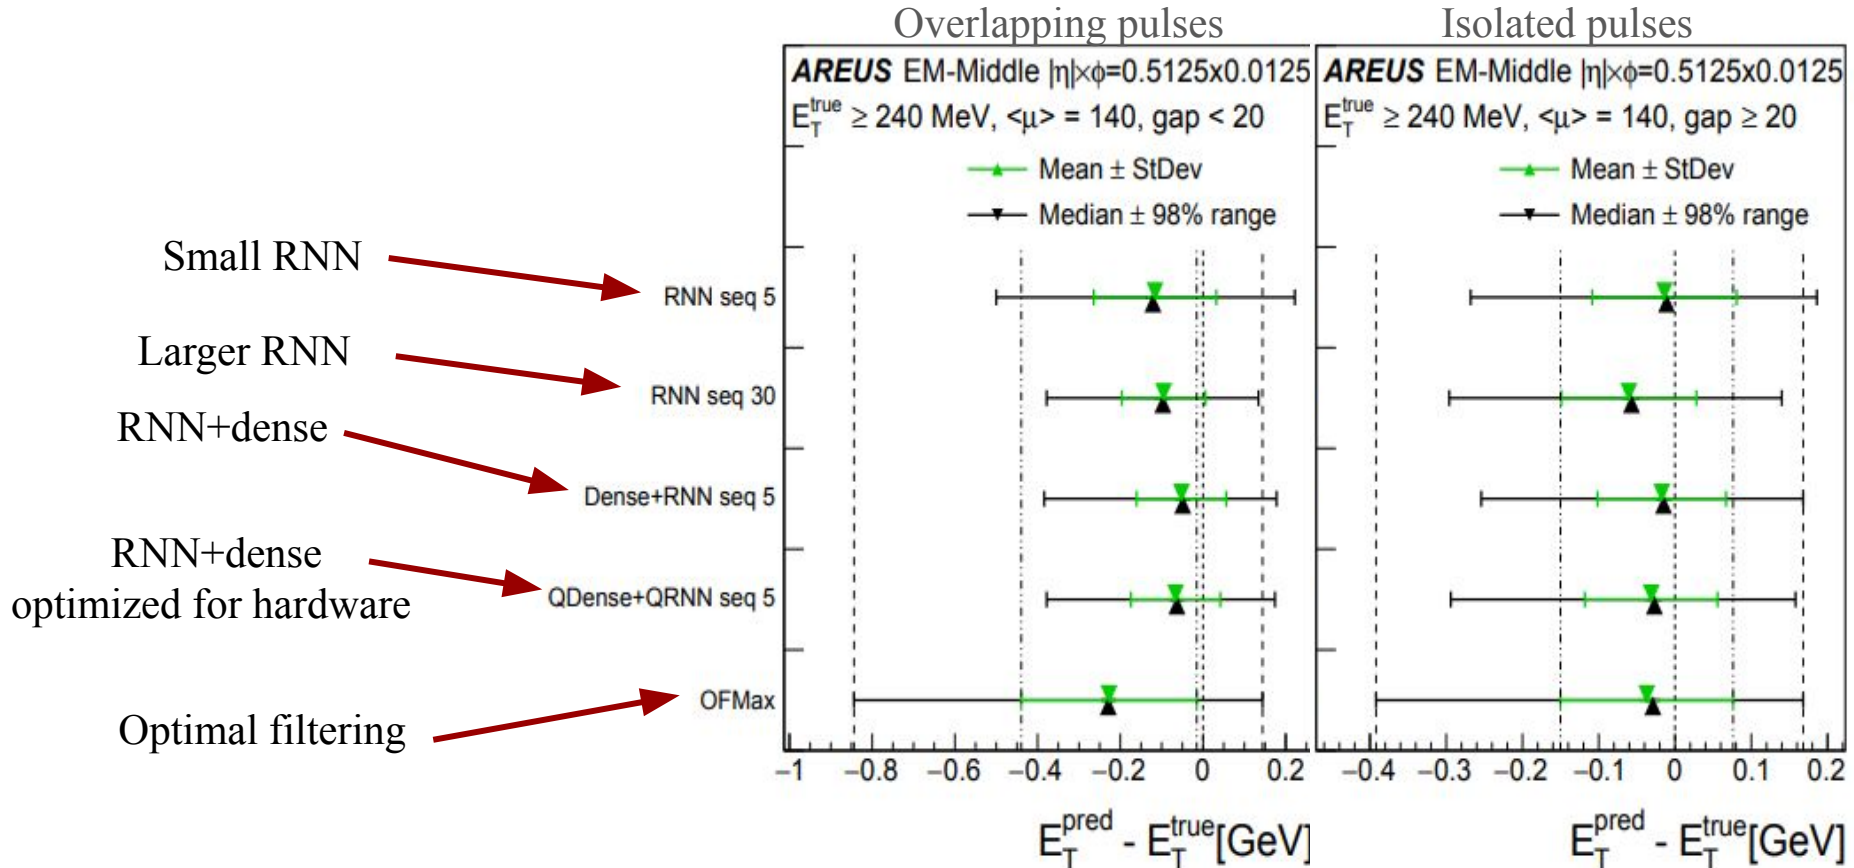 Overlapping pulses
AREUS EM-Middle |η|×ϕ=0.5125x0.0125
E_T^true ≥ 240 MeV, <μ> = 140, gap < 20
Mean ± StDev
Median ± 98% range
Isolated pulses
AREUS EM-Middle |η|×ϕ=0.5125x0.0125
E_T^true ≥ 240 MeV, <μ> = 140, gap ≥ 20
Mean ± StDev
Median ± 98% range
Small RNN
RNN seq 5
Larger RNN
RNN seq 30
RNN+dense
Dense+RNN seq 5
RNN+dense
optimized for hardware
QDense+QRNN seq 5
OFMax
Optimal filtering
−1 −0.8 −0.6 −0.4 −0.2 0 0.2
E_T^pred - E_T^true[GeV]
−0.4 −0.3 −0.2 −0.1 0 0.1 0.2
E_T^pred - E_T^true[GeV]